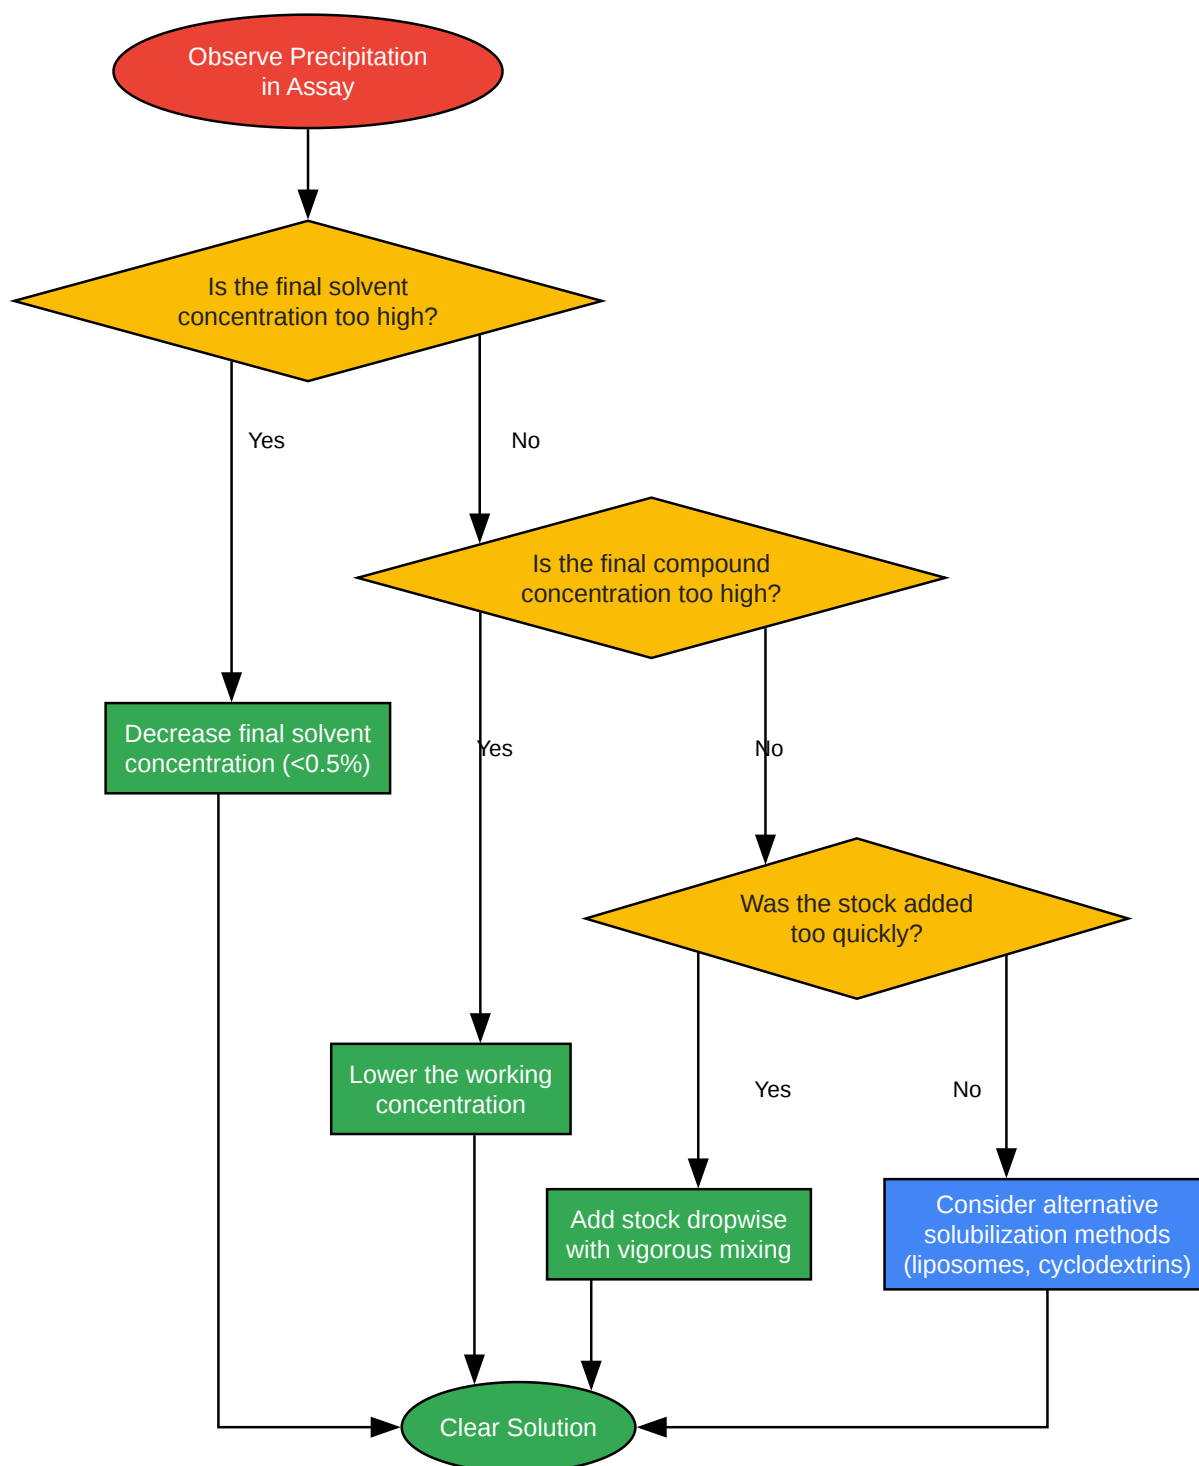 Observe Precipitation
in Assay
Is the final solvent
concentration too high?
Yes
No
Is the final compound
concentration too high?
Decrease final solvent
concentration (<0.5%)
Yes
No
Was the stock added
too quickly?
Lower the working
concentration
Yes
No
Add stock dropwise
with vigorous mixing
Consider alternative
solubilization methods
(liposomes, cyclodextrins)
Clear Solution